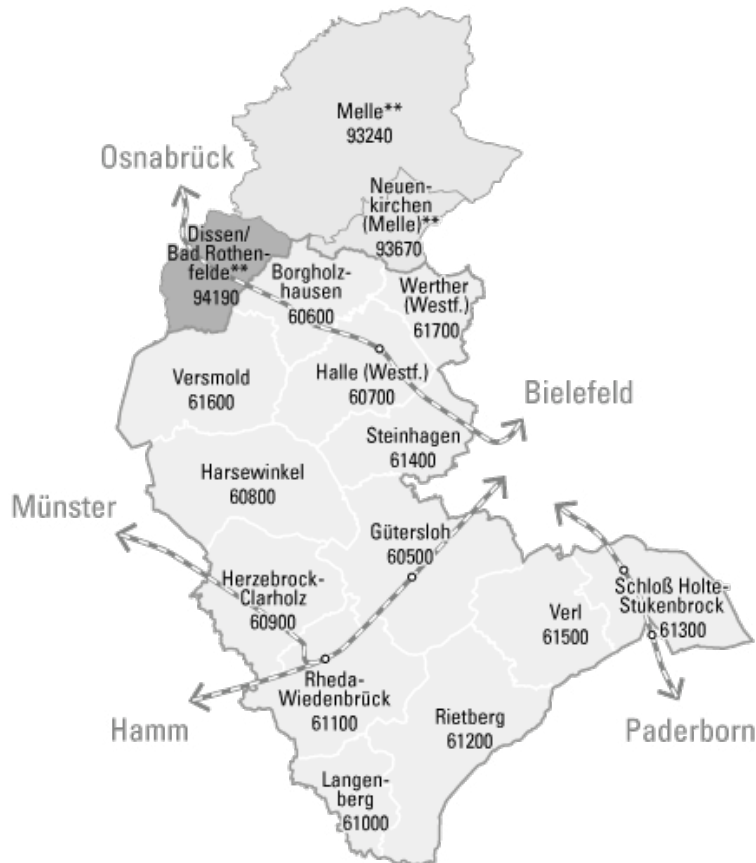 Melle**
93240
Osnabrück
Neuen-
kirchen
(Melle)**
93670
Dissen/
Bad Rothen-
felde**
94190
Borgholz-
hausen
60600
Werther
(Westf.)
61700
Versmold
61600
Halle (Westf.)
60700
Bielefeld
Steinhagen
61400
Harsewinkel
60800
Münster
Gütersloh
60500
Herzebrock-
Clarholz
60900
Verl
61500
Schloß Holte-
Stukenbrock
61300
Rheda-
Wiedenbrück
61100
Hamm
Rietberg
61200
Paderborn
Langen-
berg
61000